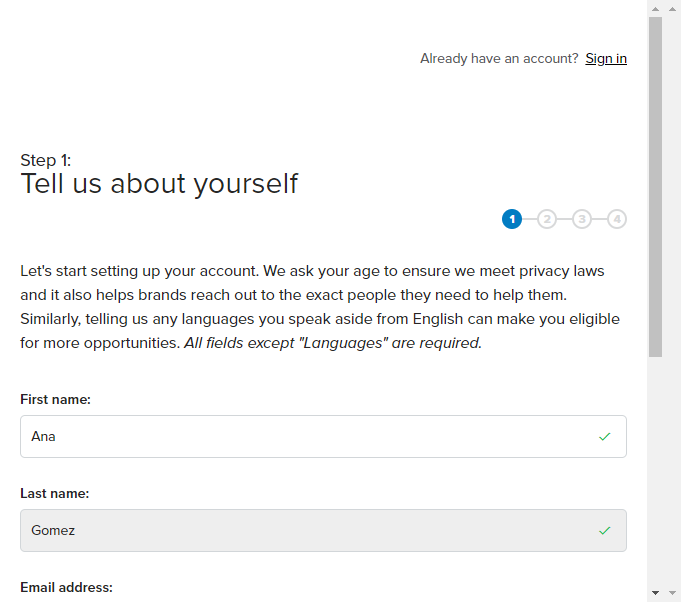 Already have an account? Sign in
Step 1:
Tell us about yourself
1 2 3 4
Let's start setting up your account. We ask your age to ensure we meet privacy laws
and it also helps brands reach out to the exact people they need to help them.
Similarly, telling us any languages you speak aside from English can make you eligible
for more opportunities. All fields except "Languages" are required.
First name:
Ana
Last name:
Gomez
Email address: